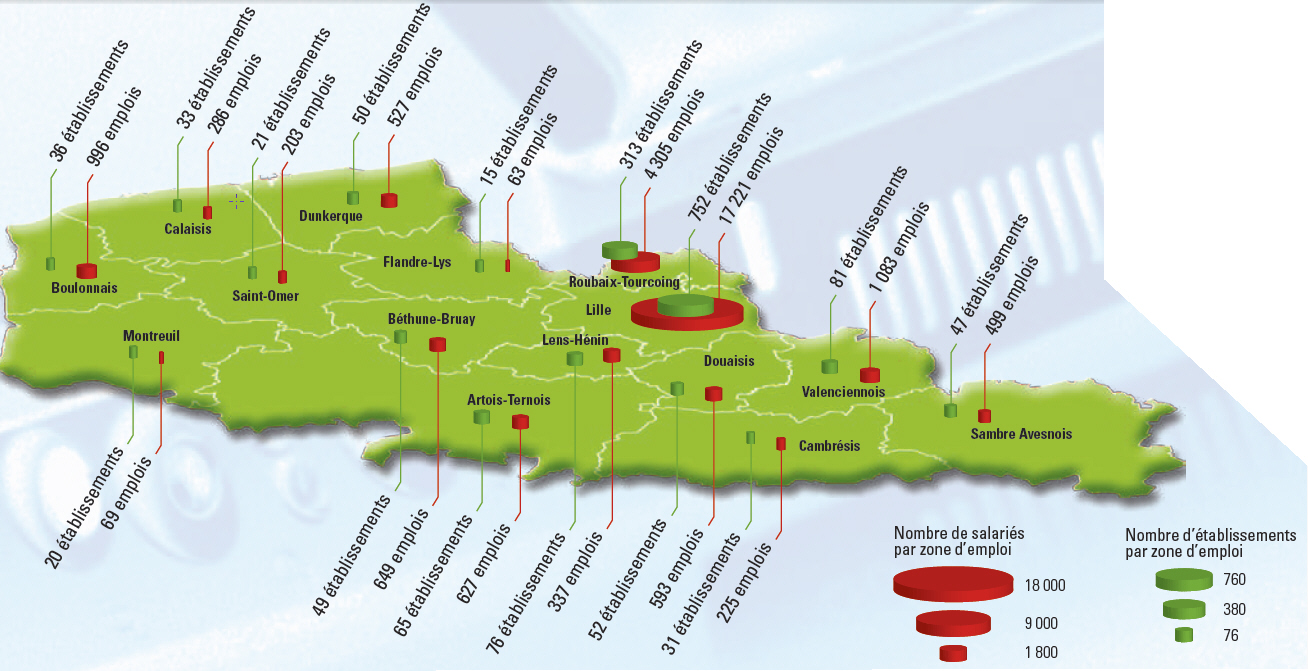 36 établissements
996 emplois
33 établissements
286 emplois
21 établissements
203 emplois
50 établissements
527 emplois
15 établissements
63 emplois
313 établissements
4 305 emplois
752 établissements
17 221 emplois
81 établissements
1 083 emplois
47 établissements
499 emplois
Calaisis
Dunkerque
Flandre-Lys
Boulonnais
Saint-Omer
Roubaix-Tourcoing
Lille
Béthune-Bruay
Montreuil
Lens-Hénin
Douaisis
Valenciennois
Artois-Ternois
Cambrésis
Sambre Avesnois
20 établissements
69 emplois
49 établissements
649 emplois
65 établissements
627 emplois
76 établissements
337 emplois
52 établissements
593 emplois
31 établissements
225 emplois
Nombre de salariés
par zone d'emploi
18 000
9 000
1 800
Nombre d'établissements
par zone d'emploi
760
380
76